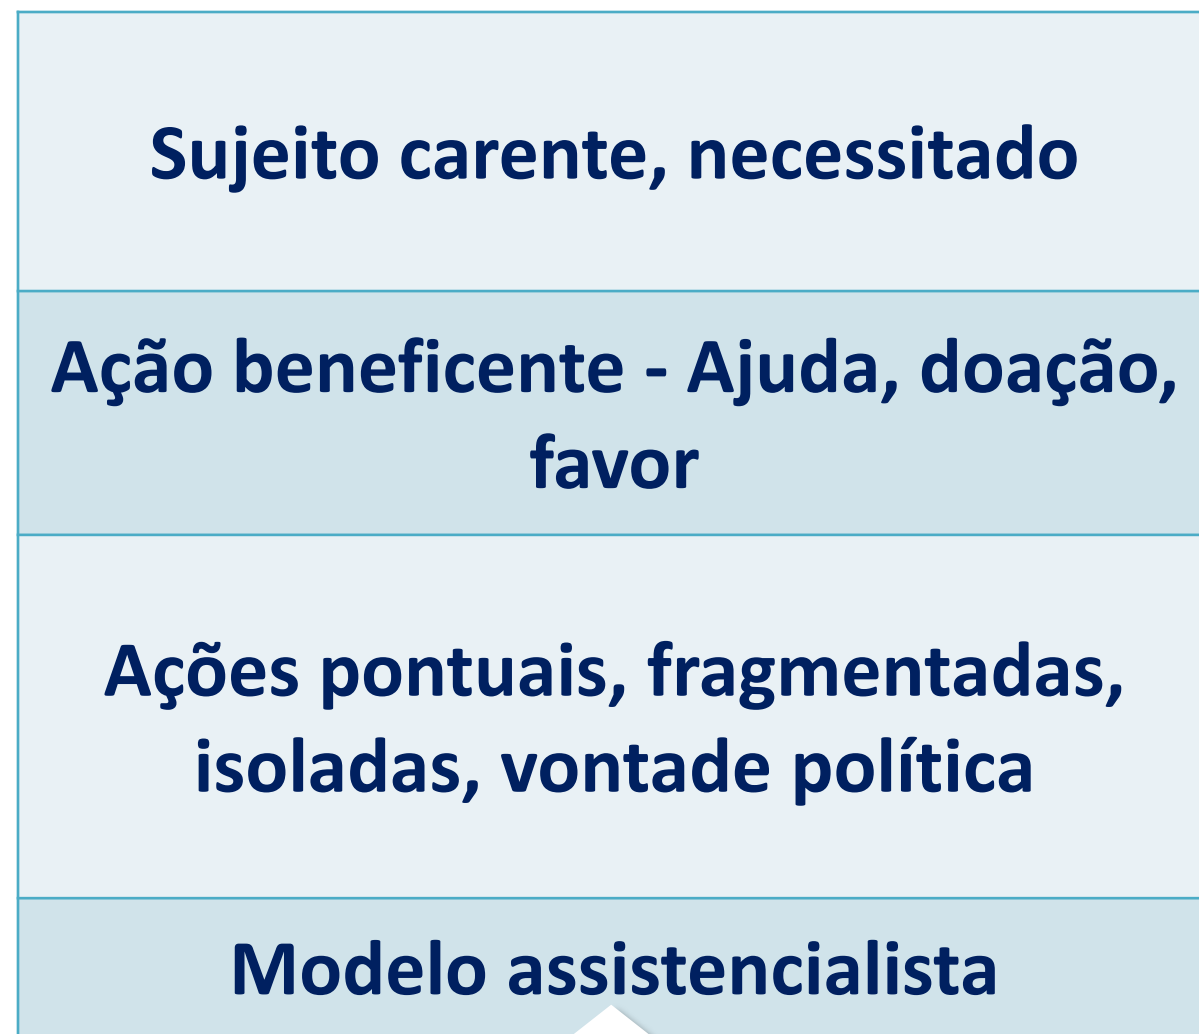 Sujeito carente, necessitado
Ação beneficente - Ajuda, doação,
favor
Ações pontuais, fragmentadas,
isoladas, vontade política
Modelo assistencialista